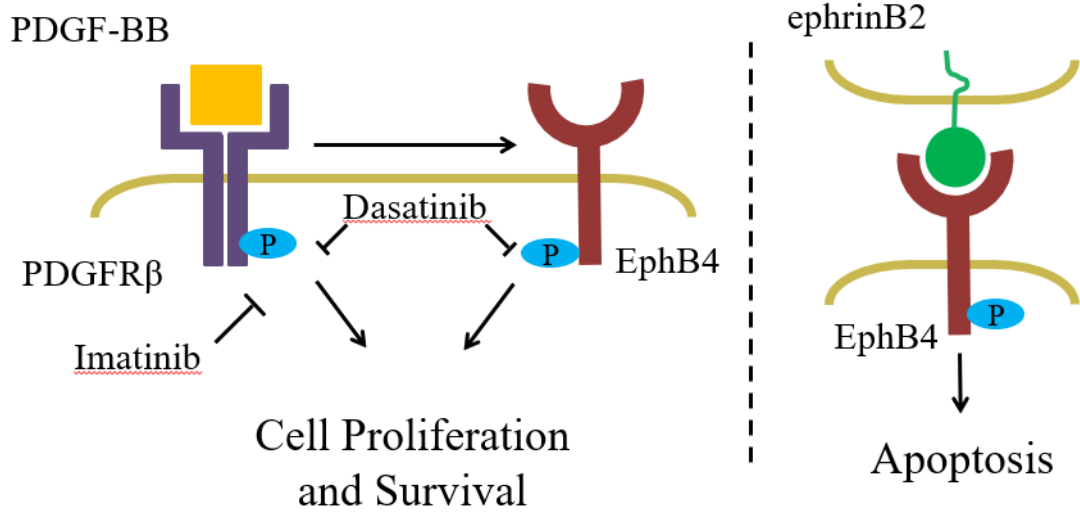 PDGF-BB
ephrinB2
Dasatinib
P
P
EphB4
PDGFRβ
P
EphB4
Imatinib
Cell Proliferation
and Survival
Apoptosis